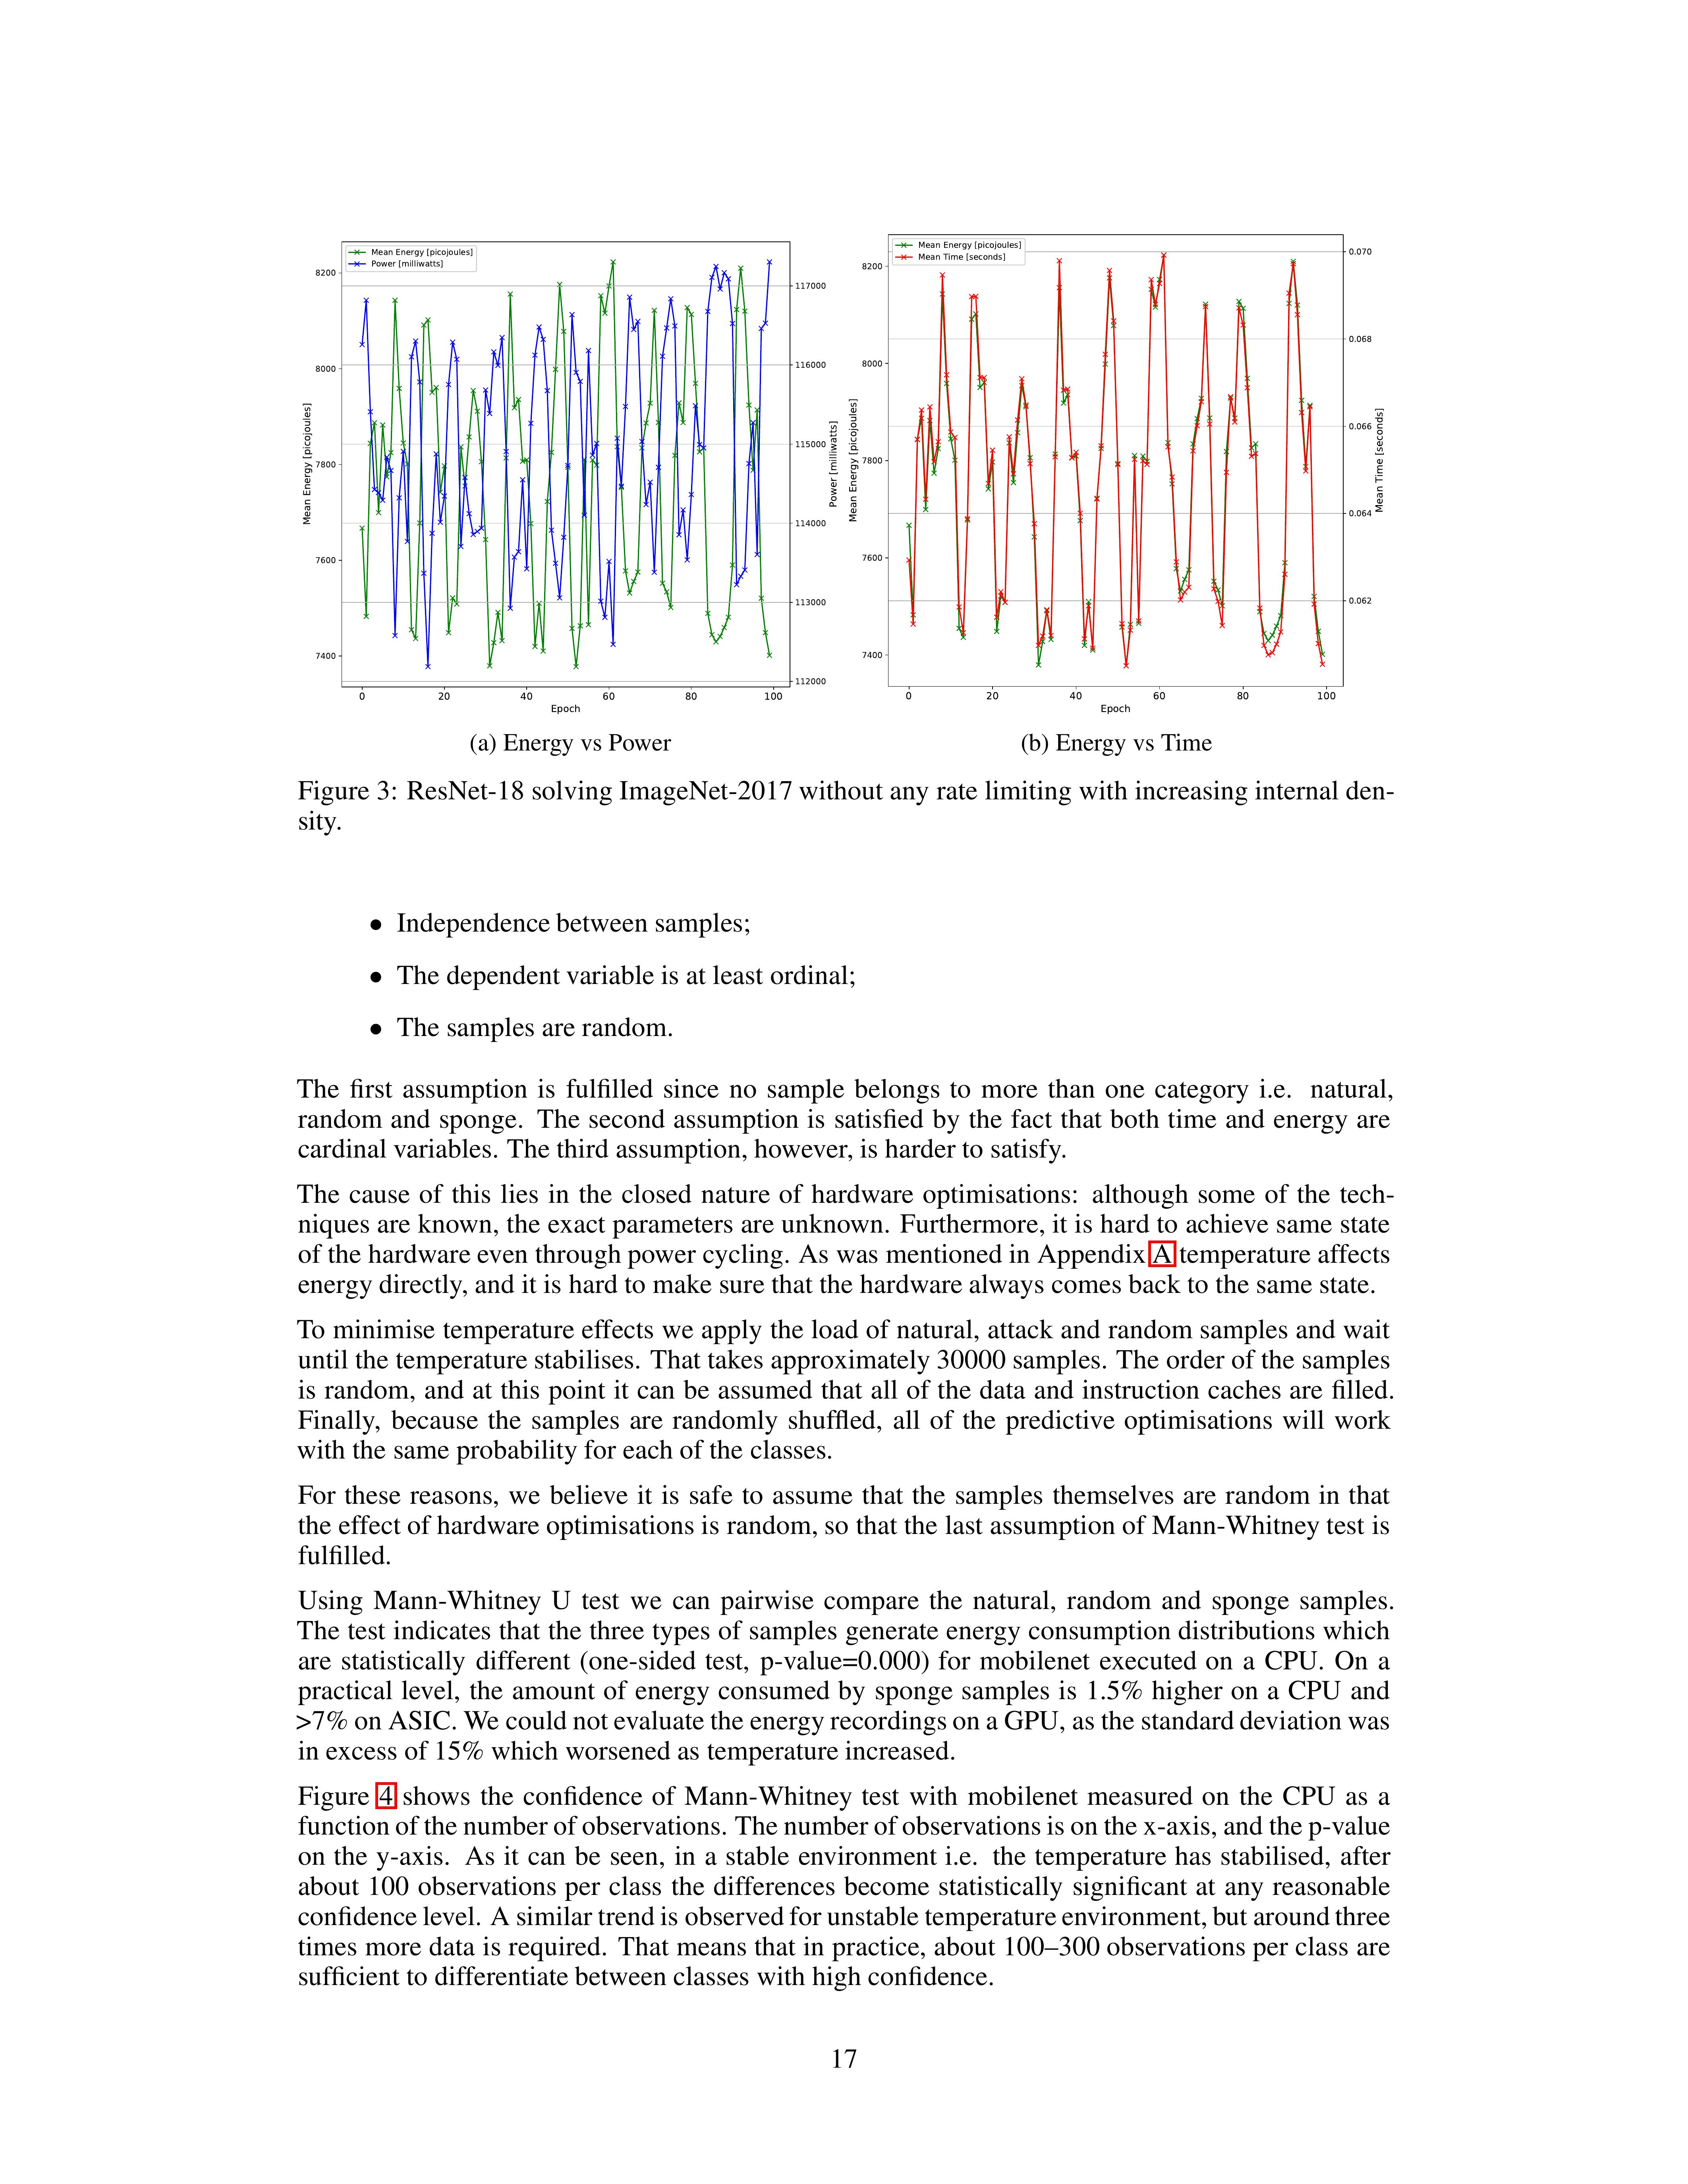 Mean Energy [picojoules]
Power [milliwatts]
8200
8000
7800
7600
7400
Mean Energy [picojoules]
117000
116000
115000
114000
113000
112000
Power [milliwatts]
0 20 40 60 80 100
Epoch
Mean Energy [picojoules]
Mean Time [seconds]
8200
8000
7800
7600
7400
Mean Energy [picojoules]
0.070
0.068
0.066
0.064
0.062
Mean Time [seconds]
0 20 40 60 80 100
Epoch
(a) Energy vs Power
(b) Energy vs Time
Figure 3: ResNet-18 solving ImageNet-2017 without any rate limiting with increasing internal den-
sity.
• Independence between samples;
• The dependent variable is at least ordinal;
• The samples are random.
The first assumption is fulfilled since no sample belongs to more than one category i.e. natural,
random and sponge. The second assumption is satisfied by the fact that both time and energy are
cardinal variables. The third assumption, however, is harder to satisfy.
The cause of this lies in the closed nature of hardware optimisations: although some of the tech-
niques are known, the exact parameters are unknown. Furthermore, it is hard to achieve same state
of the hardware even through power cycling. As was mentioned in Appendix A temperature affects
energy directly, and it is hard to make sure that the hardware always comes back to the same state.
To minimise temperature effects we apply the load of natural, attack and random samples and wait
until the temperature stabilises. That takes approximately 30000 samples. The order of the samples
is random, and at this point it can be assumed that all of the data and instruction caches are filled.
Finally, because the samples are randomly shuffled, all of the predictive optimisations will work
with the same probability for each of the classes.
For these reasons, we believe it is safe to assume that the samples themselves are random in that
the effect of hardware optimisations is random, so that the last assumption of Mann-Whitney test is
fulfilled.
Using Mann-Whitney U test we can pairwise compare the natural, random and sponge samples.
The test indicates that the three types of samples generate energy consumption distributions which
are statistically different (one-sided test, p-value=0.000) for mobilenet executed on a CPU. On a
practical level, the amount of energy consumed by sponge samples is 1.5% higher on a CPU and
>7% on ASIC. We could not evaluate the energy recordings on a GPU, as the standard deviation was
in excess of 15% which worsened as temperature increased.
Figure 4 shows the confidence of Mann-Whitney test with mobilenet measured on the CPU as a
function of the number of observations. The number of observations is on the x-axis, and the p-value
on the y-axis. As it can be seen, in a stable environment i.e. the temperature has stabilised, after
about 100 observations per class the differences become statistically significant at any reasonable
confidence level. A similar trend is observed for unstable temperature environment, but around three
times more data is required. That means that in practice, about 100–300 observations per class are
sufficient to differentiate between classes with high confidence.
17